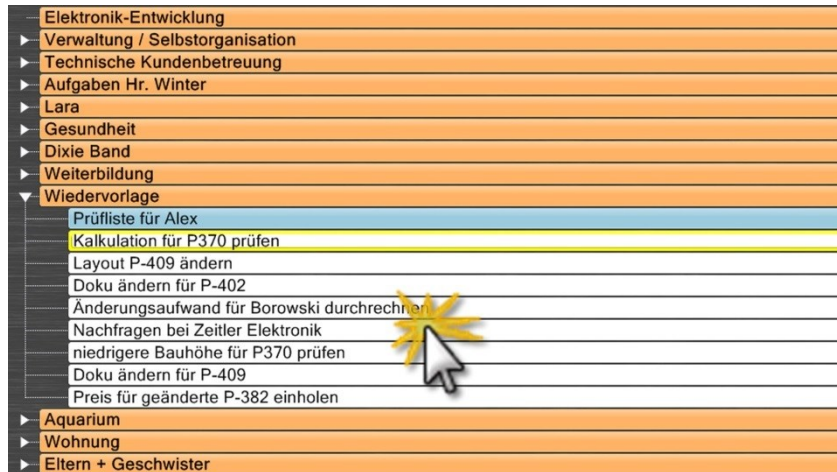 Elektronik-Entwicklung
Verwaltung / Selbstorganisation
Technische Kundenbetreuung
Aufgaben Hr. Winter
Lara
Gesundheit
Dixie Band
Weiterbildung
Wiedervorlage
Prüfliste für Alex
Kalkulation für P370 prüfen
Layout P-409 ändern
Doku ändern für P-402
Änderungsaufwand für Borowski durchrechnen
Nachfragen bei Zeitler Elektronik
niedrigere Bauhöhe für P370 prüfen
Doku ändern für P-409
Preis für geänderte P-382 einholen
Aquarium
Wohnung
Eltern + Geschwister